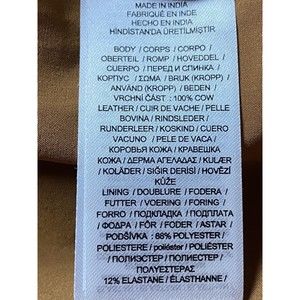 MADE IN INDIA
FABRIQUÉ EN INDE
HECHO EN INDIA
HİNDİSTAN'DA ÜRETİLMİŞTİR
BODY / CORPS / CORPO /
OBERTEIL / ROMP / HOVEDDEL /
CUERPO / ПЕРЕД И СПИНКА /
КОРПУС / ΣΩΜΑ / BRUK (KROPP) /
ANVÄND (KROPP) / BEDEN /
VRCHNÍ ČÁST : 100% COW
LEATHER / CUIR DE VACHE / PELLE
BOVINA / RINDSLEDER /
RUNDERLEER / KOSKIND / CUERO
VACUNO / PELE DE VACA /
КОРОВЬЯ КОЖА / КРАВЕШКА
КОЖА / ΔΕΡΜΑ ΑΓΕΛΑΔΑΣ / KULÆR
/ KOLÄDER / SIĞIR DERİSİ / HOVĚZÍ
KŮŽE
LINING / DOUBLURE / FODERA /
FUTTER / VOERING / FORING /
FORRO / ПОДКЛАДКА / ПОДПЛАТА
/ ΦΟΔΡΑ / FÔR / FODER / ASTAR /
PODŠÍVKA : 88% POLYESTER /
POLIESTERE / poliéster / POLIÉSTER
/ ПОЛИЭСТЕР / ПОЛИЕСТЕР /
ΠΟΛΥΕΣΤΕΡΑΣ /
12% ELASTANE / ÉLASTHANNE /